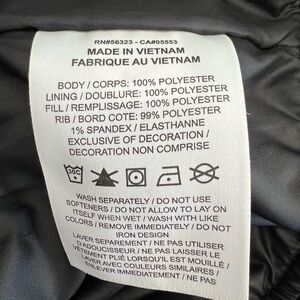 RN#56323 - CA#05553
MADE IN VIETNAM
FABRIQUE AU VIETNAM
BODY / CORPS: 100% POLYESTER
LINING / DOUBLURE: 100% POLYESTER
FILL / REMPLISSAGE: 100% POLYESTER
RIB / BORD COTE: 99% POLYESTER
1% SPANDEX / ELASTHANNE
EXCLUSIVE OF DECORATION /
DECORATION NON COMPRISE
30C
WASH SEPARATELY / DO NOT USE
SOFTENERS / DO NOT ALLOW TO LAY ON
ITSELF WHEN WET / WASH WITH LIKE
COLORS / REMOVE IMMEDIATELY / DO NOT
IRON DESIGN
LAVER SEPAREMENT / NE PAS UTILISER
D'ADOUCISSEUR / NE PAS LAISSER LE
VÊTEMENT PLIÉ LORSQU'IL EST MOUILLÉ /
LAVER AVEC COULEURS SIMILAIRES /
ENLEVER IMMEDIATEMENT / NE PAS